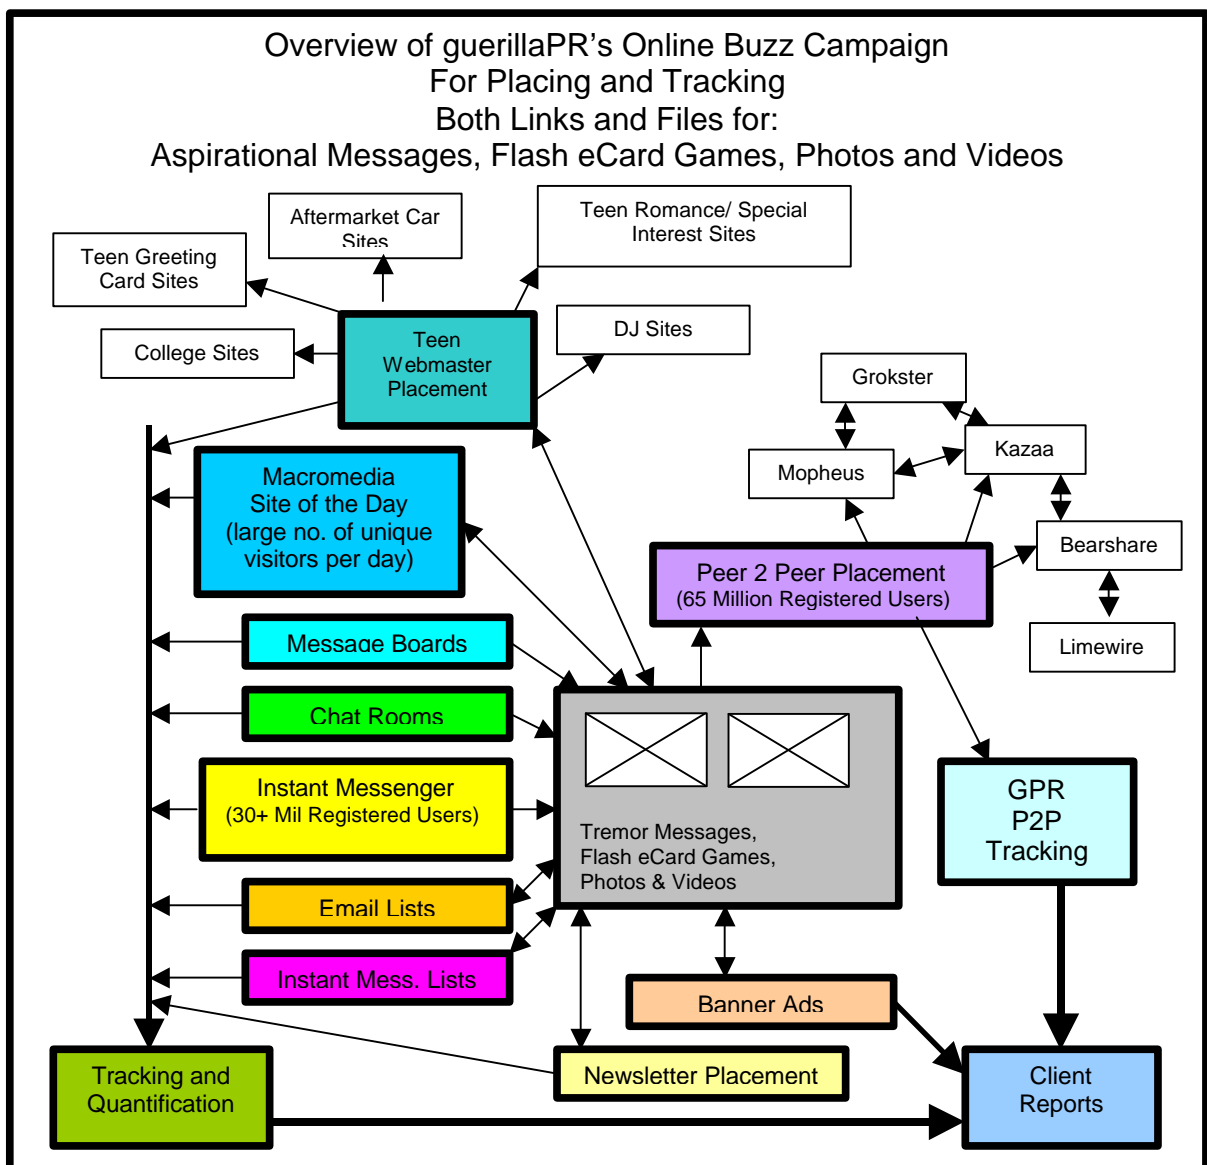 Overview of guerillaPR's Online Buzz Campaign
For Placing and Tracking
Both Links and Files for:
Aspirational Messages, Flash eCard Games, Photos and Videos
Aftermarket Car
Sites
Teen Romance/ Special
Interest Sites
Teen Greeting
Card Sites
College Sites
Teen
Webmaster
Placement
DJ Sites
Grokster
Mopheus
Kazaa
Bearshare
Limewire
Macromedia
Site of the Day
(large no. of unique
visitors per day)
Peer 2 Peer Placement
(65 Million Registered Users)
Message Boards
Chat Rooms
Instant Messenger
(30+ Mil Registered Users)
Email Lists
Instant Mess. Lists
Tremor Messages,
Flash eCard Games,
Photos & Videos
GPR
P2P
Tracking
Banner Ads
Newsletter Placement
Tracking and
Quantification
Client
Reports